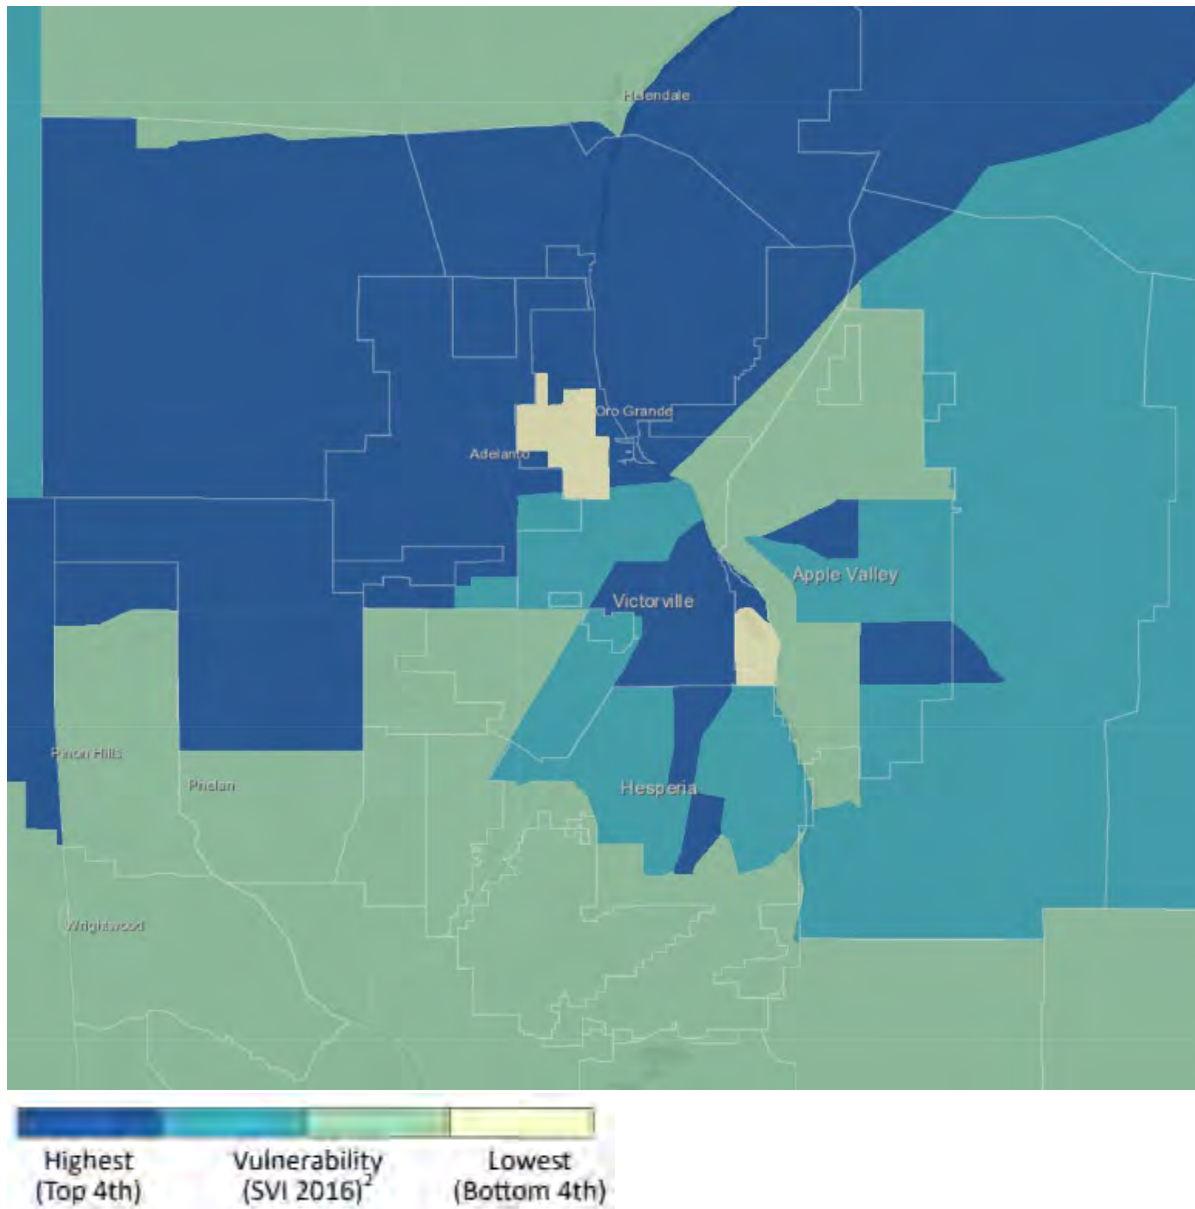 Helendale
Oro Grande
Adelanto
Apple Valley
Victorville
Pinon Hills
Phelan
Hesperia
Wrightwood
Highest
(Top 4th)
Vulnerability
(SVI 2016)²
Lowest
(Bottom 4th)